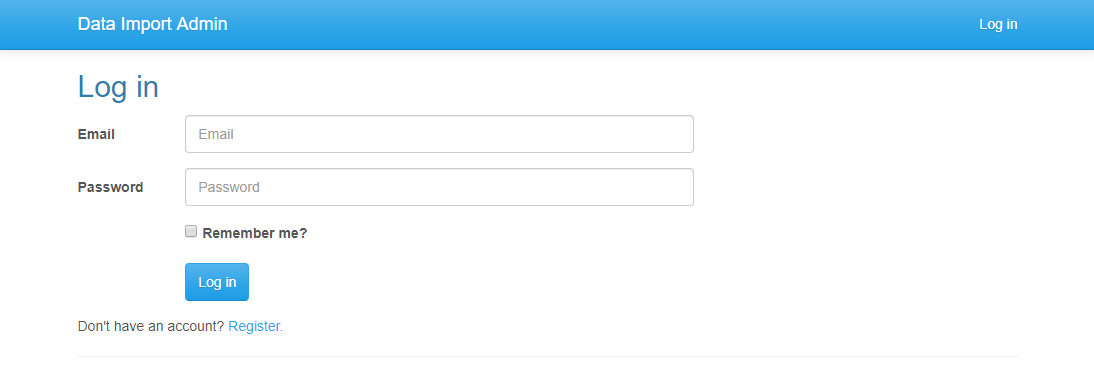 Data Import Admin Log in
Log in
Email Email
Password Password
Remember me?
Log in
Don't have an account? Register.